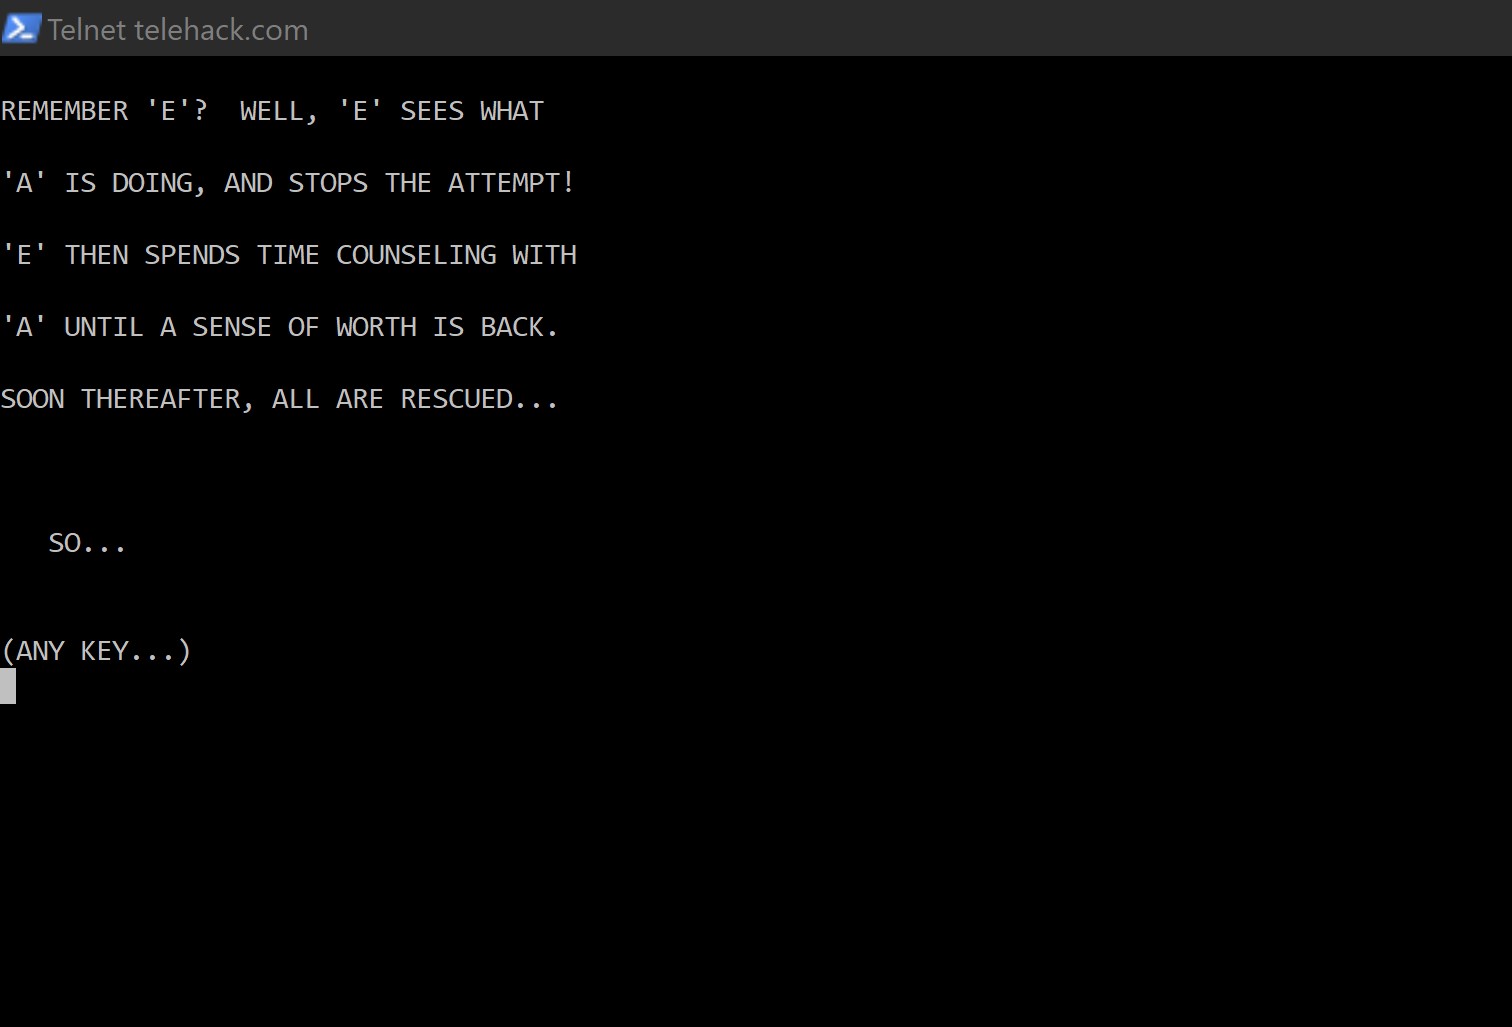 Telnet telehack.com
REMEMBER 'E'?  WELL, 'E' SEES WHAT
'A' IS DOING, AND STOPS THE ATTEMPT!
'E' THEN SPENDS TIME COUNSELING WITH
'A' UNTIL A SENSE OF WORTH IS BACK.
SOON THEREAFTER, ALL ARE RESCUED...
SO...
(ANY KEY...)